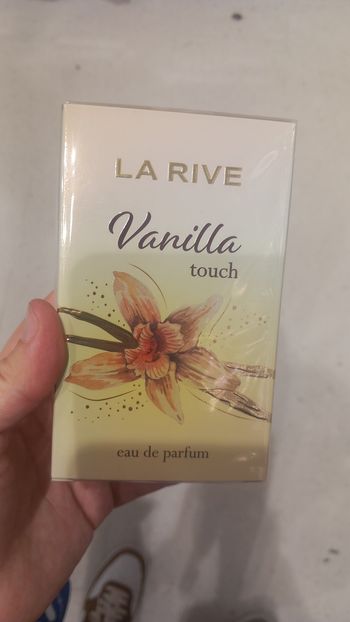 LA RIVE
Vanilla
touch
eau de parfum